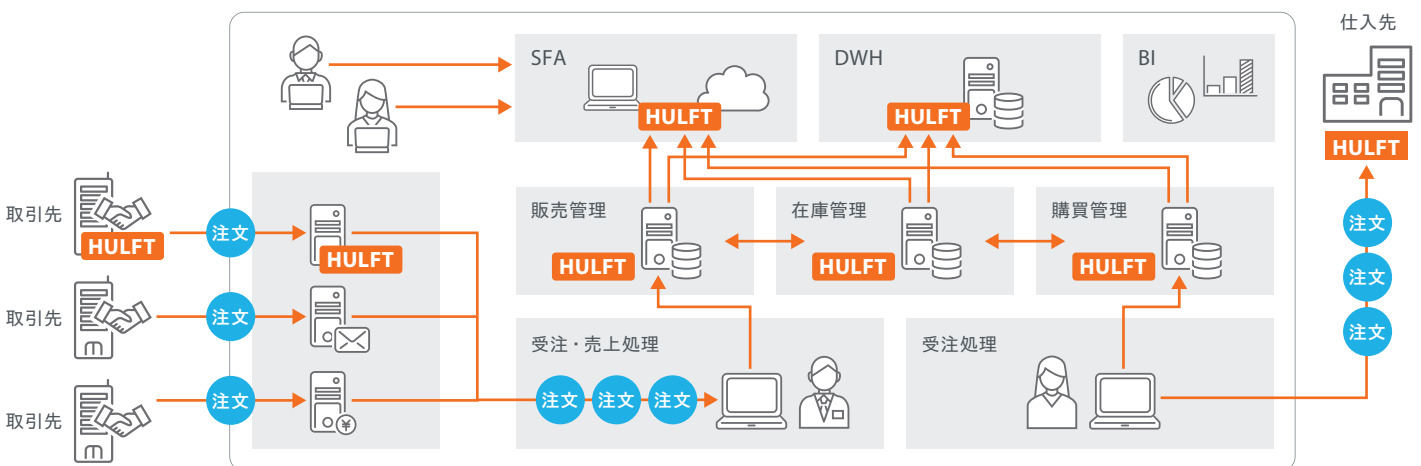 仕入先
SFA
DWH
BI
HULFT
HULFT
HULFT
取引先
HULFT
注文
HULFT
販売管理
HULFT
在庫管理
HULFT
購買管理
HULFT
注文
注文
注文
取引先
注文
取引先
注文
受注・売上処理
注文
注文
注文
受注処理
¥